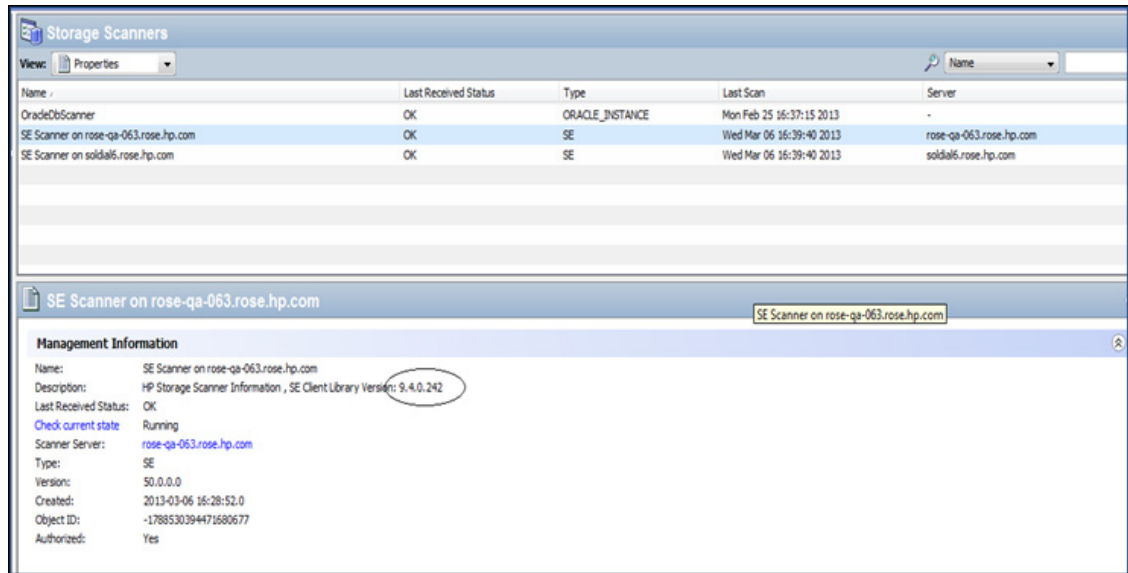 Storage Scanners
View: Properties Name
Name Last Received Status Type Last Scan Server
OradeDbScanner OK ORACLE_INSTANCE Mon Feb 25 16:37:15 2013 -
SE Scanner on rose-qa-063.rose.hp.com OK SE Wed Mar 06 16:39:40 2013 rose-qa-063.rose.hp.com
SE Scanner on soldial6.rose.hp.com OK SE Wed Mar 06 16:39:40 2013 soldial6.rose.hp.com
SE Scanner on rose-qa-063.rose.hp.com
SE Scanner on rose-qa-063.rose.hp.com
Management Information
Name: SE Scanner on rose-qa-063.rose.hp.com
Description: HP Storage Scanner Information , SE Client Library Version: 9.4.0.242
Last Received Status: OK
Check current state Running
Scanner Server: rose-qa-063.rose.hp.com
Type: SE
Version: 50.0.0.0
Created: 2013-03-06 16:28:52.0
Object ID: -1788530394471680677
Authorized: Yes